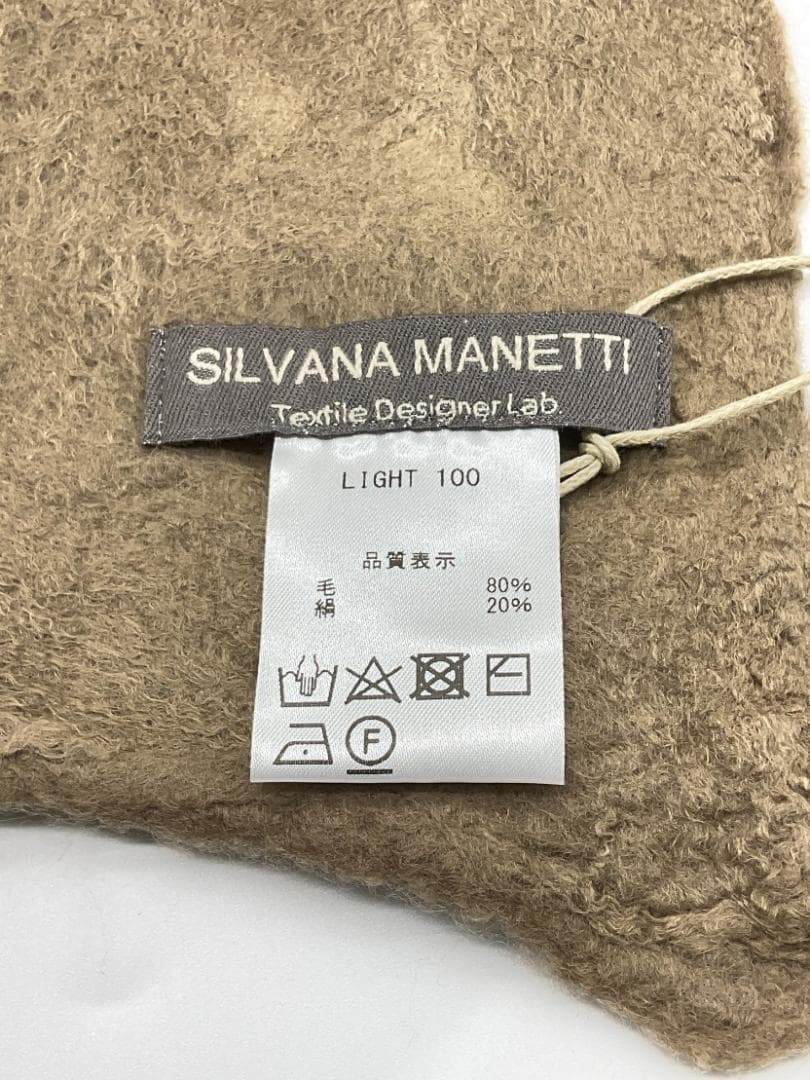 SILVANA MANETTI
Textile Designer Lab.
LIGHT 100
品質表示
毛 80%
絹 20%
F